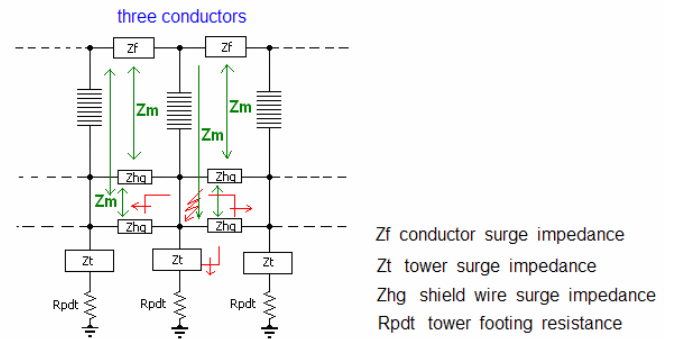 three conductors
Zf Zf
Zm Zm
Zm
Zhg Zhg
Zm
Zhg Zhg
Zt Zt Zt
Rpdt Rpdt Rpdt
Zf conductor surge impedance
Zt tower surge impedance
Zhg shield wire surge impedance
Rpdt tower footing resistance